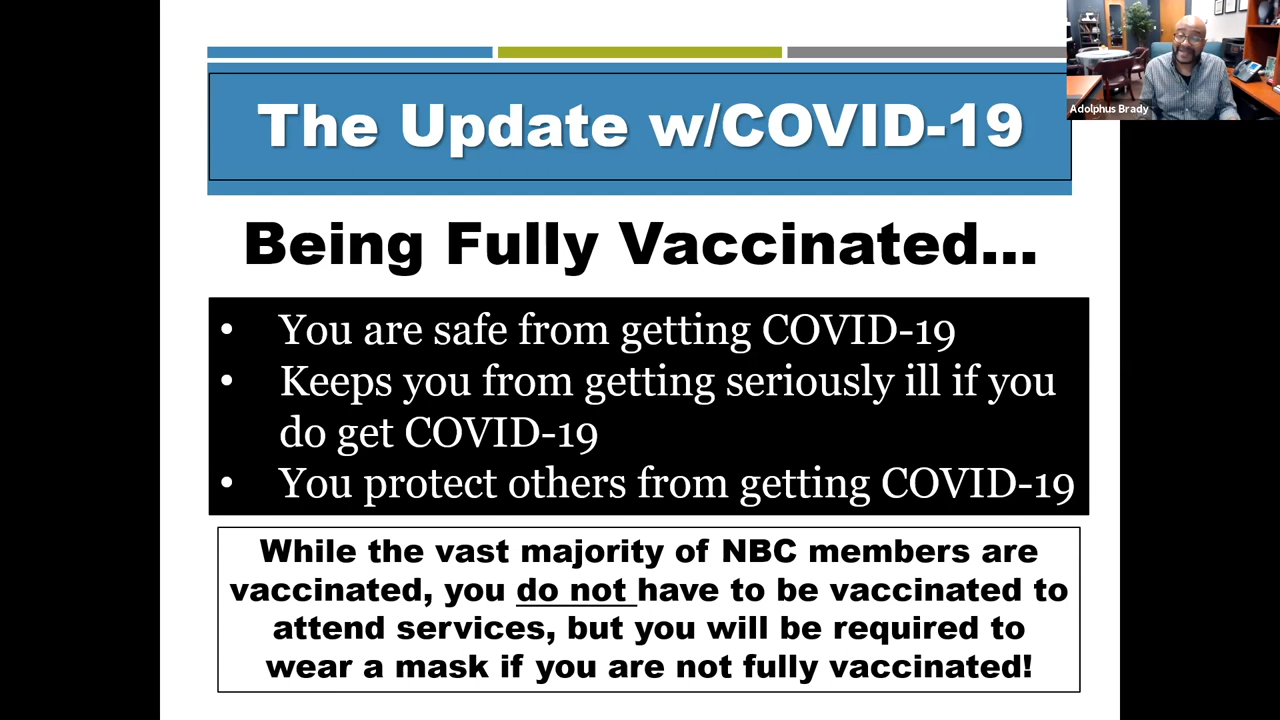 The Update w/COVID-19
Adolphus Brady
Being Fully Vaccinated...
• You are safe from getting COVID-19
• Keeps you from getting seriously ill if you
do get COVID-19
• You protect others from getting COVID-19
While the vast majority of NBC members are
vaccinated, you do not have to be vaccinated to
attend services, but you will be required to
wear a mask if you are not fully vaccinated!